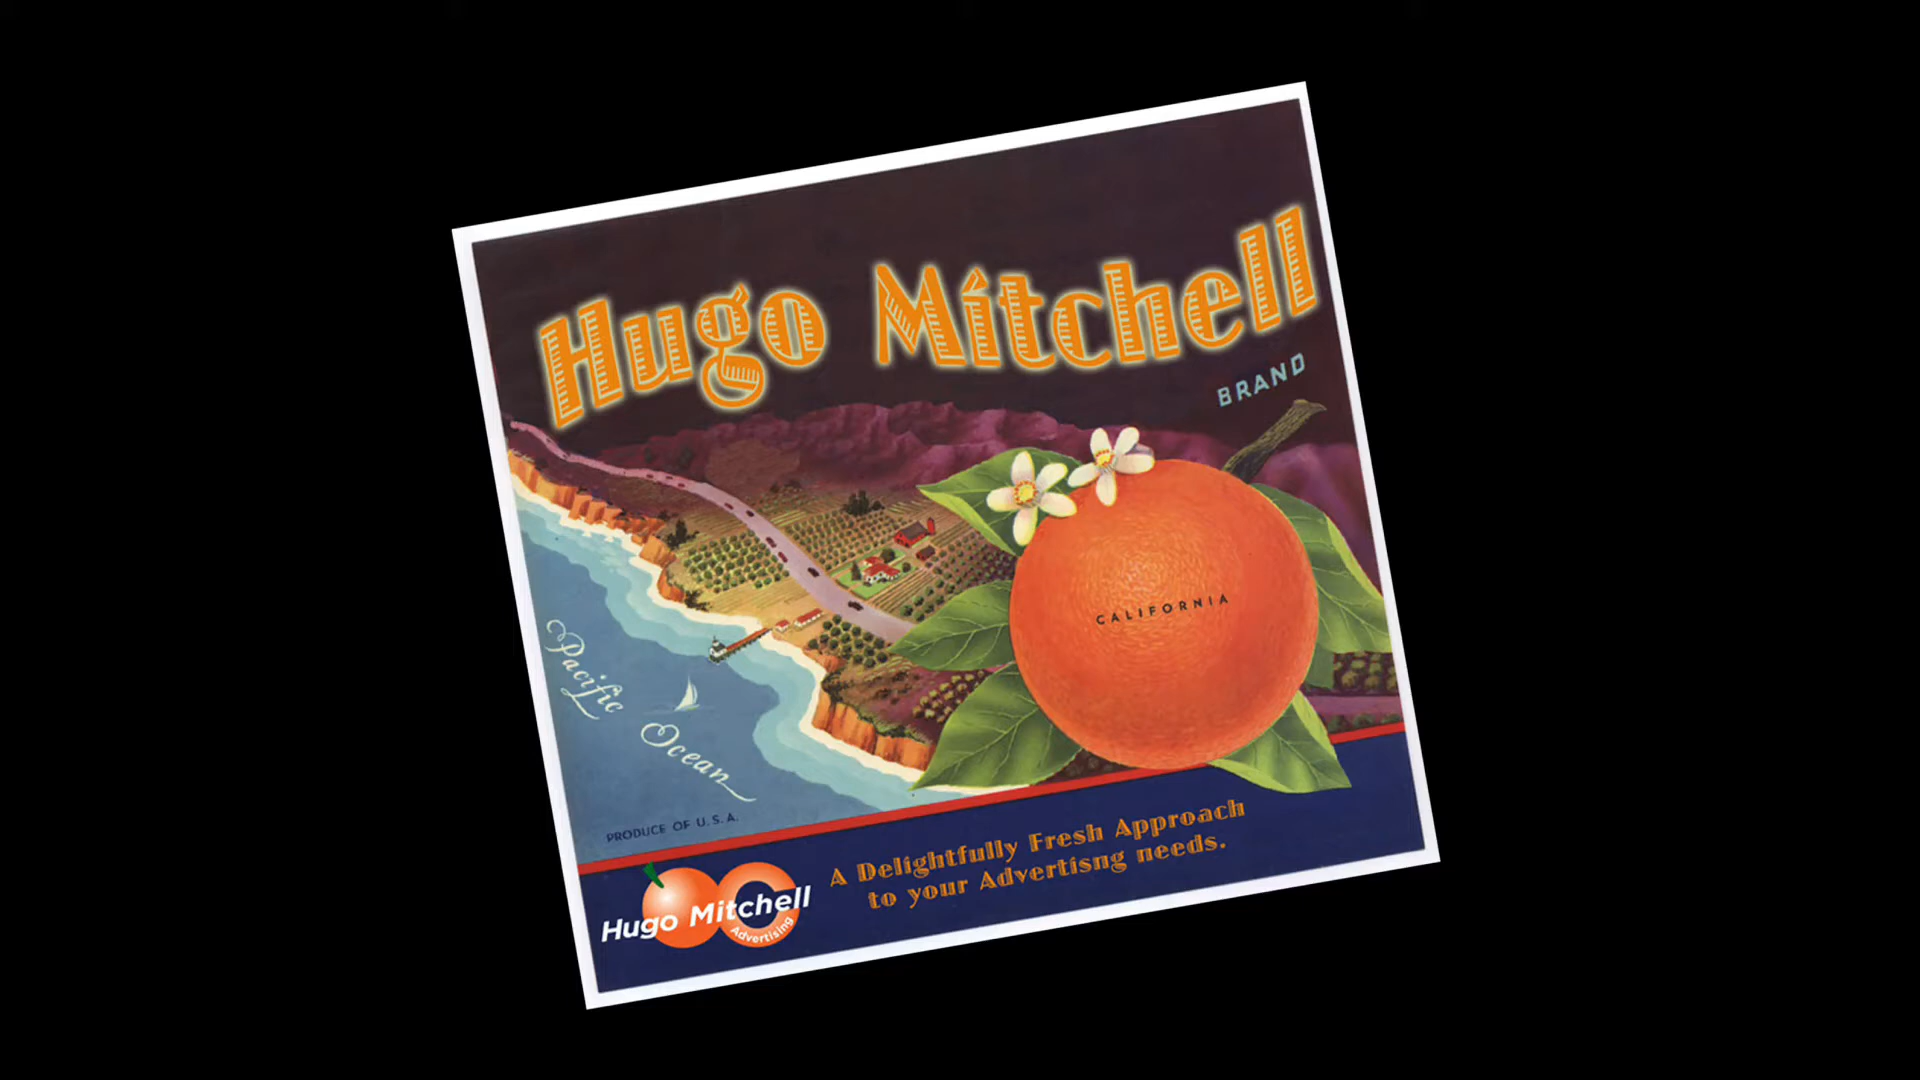 Hugo Mitchell
BRAND
CALIFORNIA
Pacific Ocean
PRODUCE OF U.S.A.
A Delightfully Fresh Approach
to your Advertisng needs.
Hugo Mitchell
Advertising